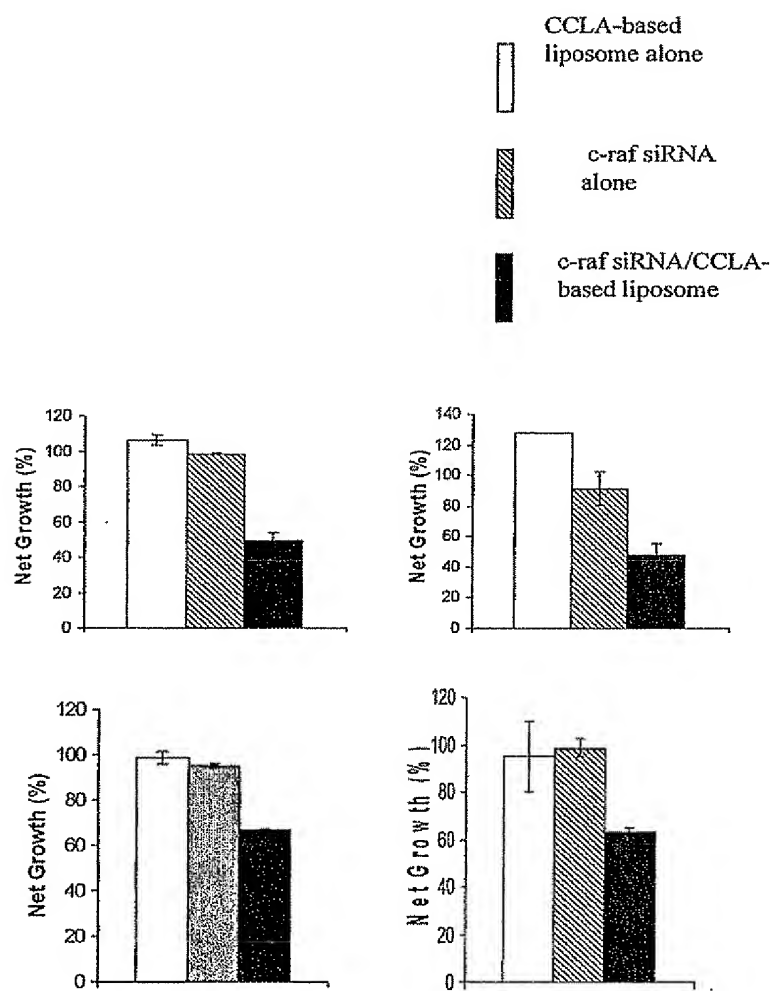 CCLA-based
liposome alone
c-raf siRNA
alone
c-raf siRNA/CCLA-
based liposome
Net Growth (%)
120
100
80
60
40
20
0
Net Growth (%)
140
120
100
80
60
40
20
0
Net Growth (%)
120
100
80
60
40
20
0
Net Growth (%)
120
100
80
60
40
20
0